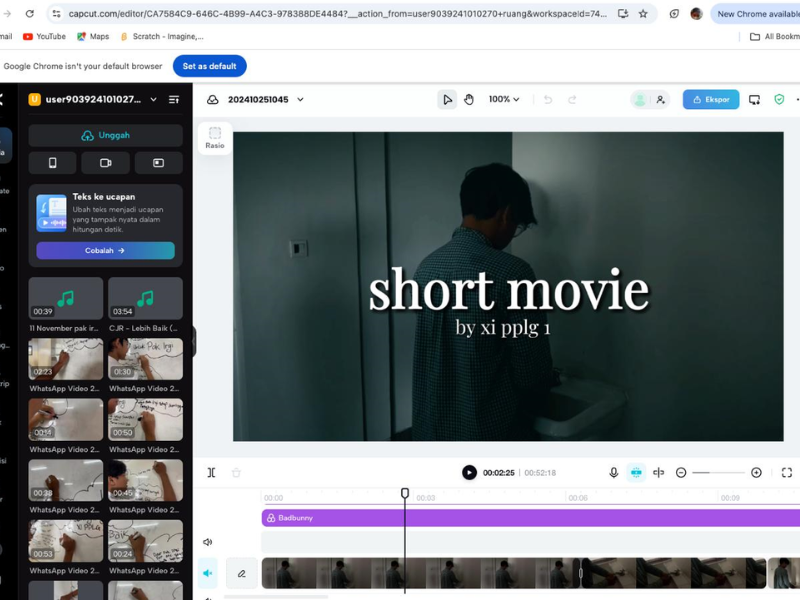 capcut.com/editor/CA7584C9-646C-4B99-A4C3-978388DE4484?__action_from=user9039241010270+ruang&workspaceId=74...
New Chrome available
mail
YouTube
Maps
Scratch - Imagine,...
All Bookm
Google Chrome isn't your default browser
Set as default
U
user903924101027...
202410251045
100%
Ekspor
Unggah
Rasio
Teks ke ucapan
Ubah teks menjadi ucapan
yang tampak nyata dalam
hitungan detik.
Cobalah →
short movie
by xi pplg 1
00:39
03:54
11 November pak ir...
CJR - Lebih Baik (...
02:23
01:30
WhatsApp Video 2...
WhatsApp Video 2...
00:14
00:50
WhatsApp Video 2...
WhatsApp Video 2...
00:38
00:45
WhatsApp Video 2...
WhatsApp Video 2...
00:53
00:24
WhatsApp Video 2...
WhatsApp Video 2...
00:02:25 | 00:52:18
00:00
00:03
00:06
00:09
Badbunny